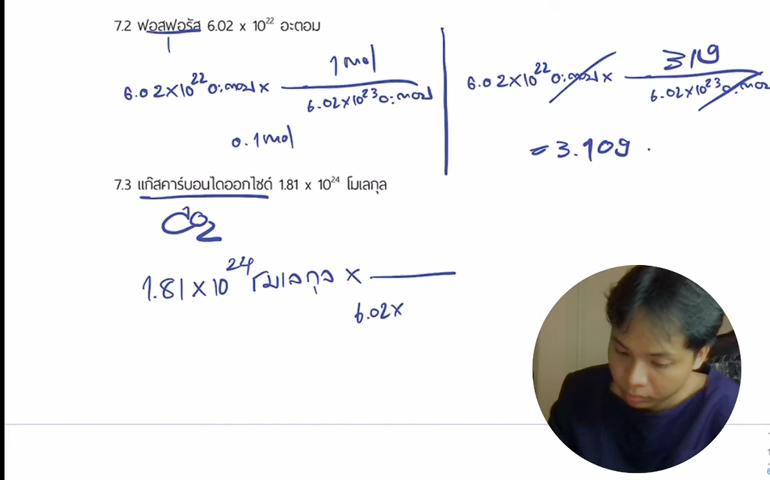 7.2 ฟอสฟอรัส 6.02 x 10²² อะตอม
6.02×10²² อะตอม × 1 mol
6.02×10²³ อะตอม
0.1 mol
6.02×10²² อะตอม × 31g
6.02×10²³ อะตอม
= 3.10g
7.3 แก๊สคาร์บอนไดออกไซด์ 1.81 x 10²⁴ โมเลกุล
CO₂
1.81×10²⁴ โมเลกุล ×
6.02×